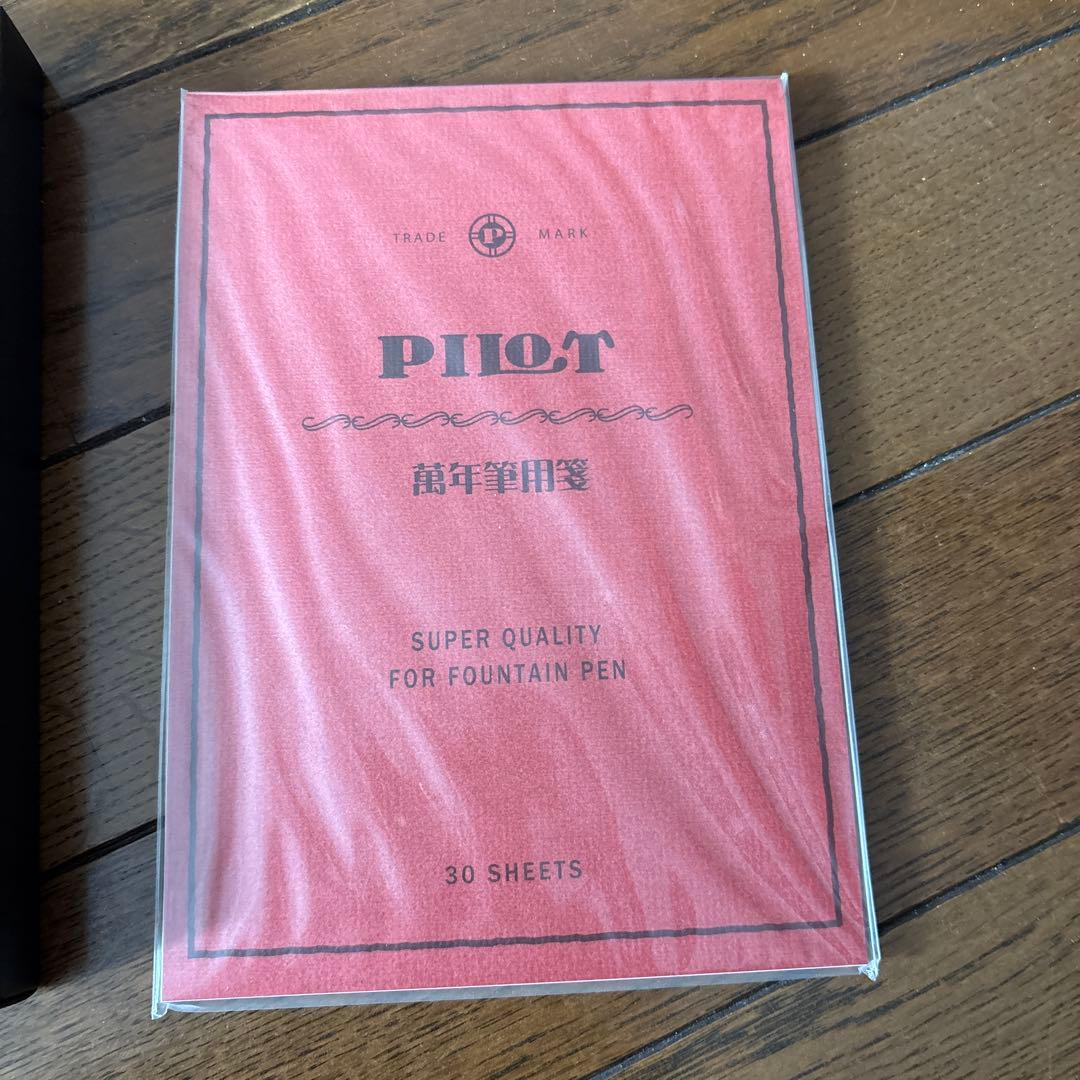 TRADE P MARK
PILOT
萬年筆用箋
SUPER QUALITY
FOR FOUNTAIN PEN
30 SHEETS